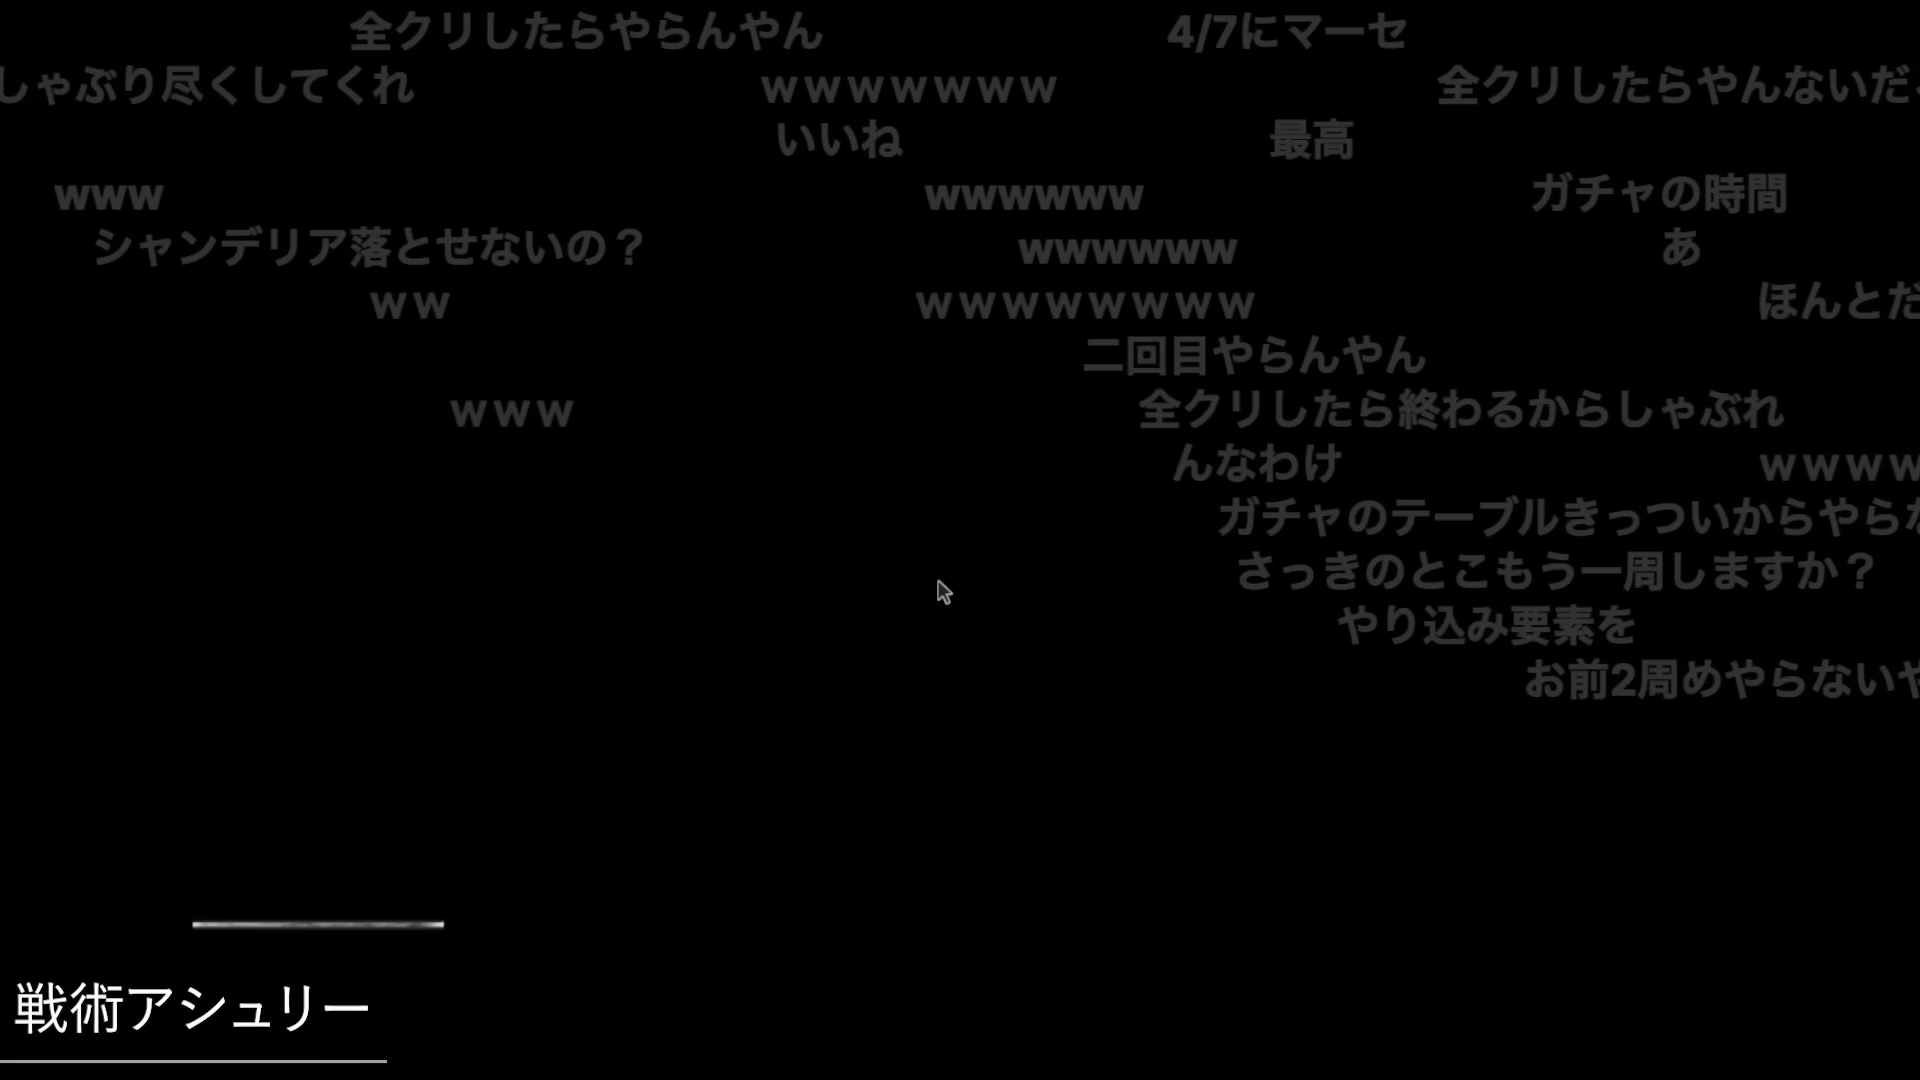 全クリしたらやらんやん 4/7にマーセ
しゃぶり尽くしてくれ ｗｗｗｗｗｗｗ 全クリしたらやんないだ
いいね 最高
www wwwwww ガチャの時間
シャンデリア落とせないの？ wwwwww あ
ｗｗ ｗｗｗｗｗｗｗｗ ほんとだ
二回目やらんやん
ｗｗｗ 全クリしたら終わるからしゃぶれ
んなわけ ｗｗｗｗ
ガチャのテーブルきっついからやらな
さっきのとこもう一周しますか？
やり込み要素を
お前2周めやらないや
戦術アシュリー